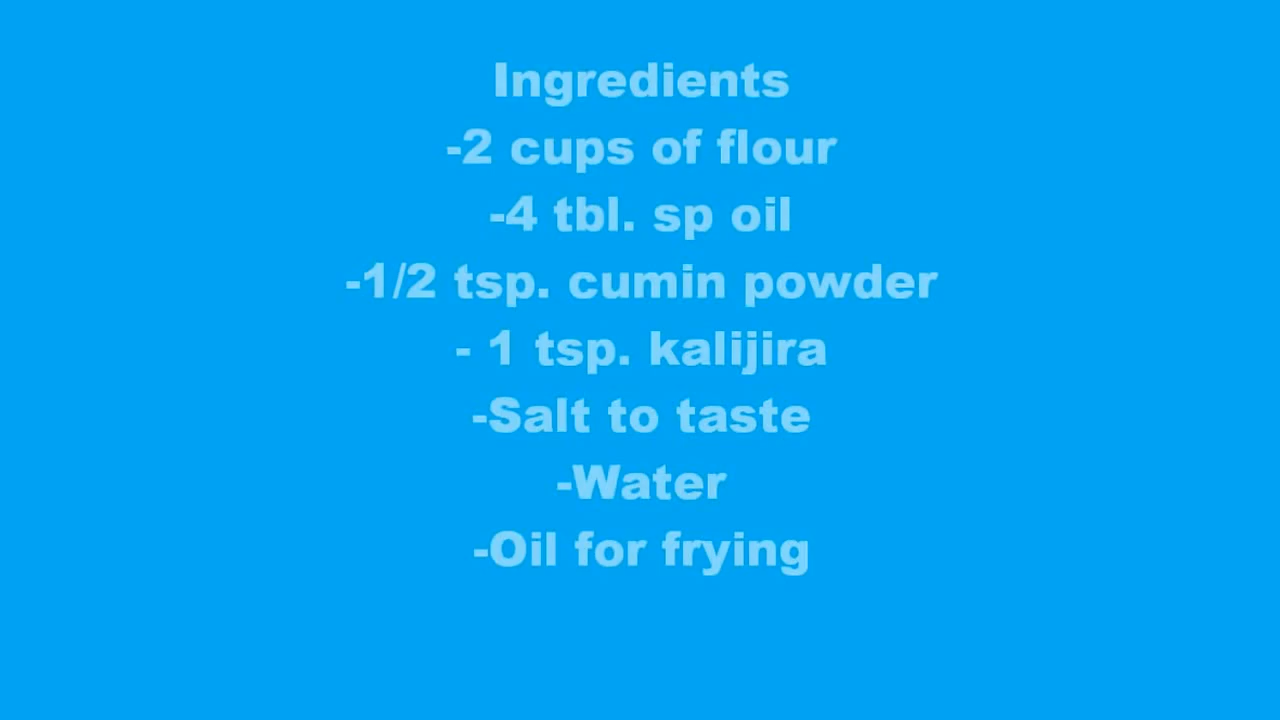 Ingredients
-2 cups of flour
-4 tbl. sp oil
-1/2 tsp. cumin powder
- 1 tsp. kalijira
-Salt to taste
-Water
-Oil for frying